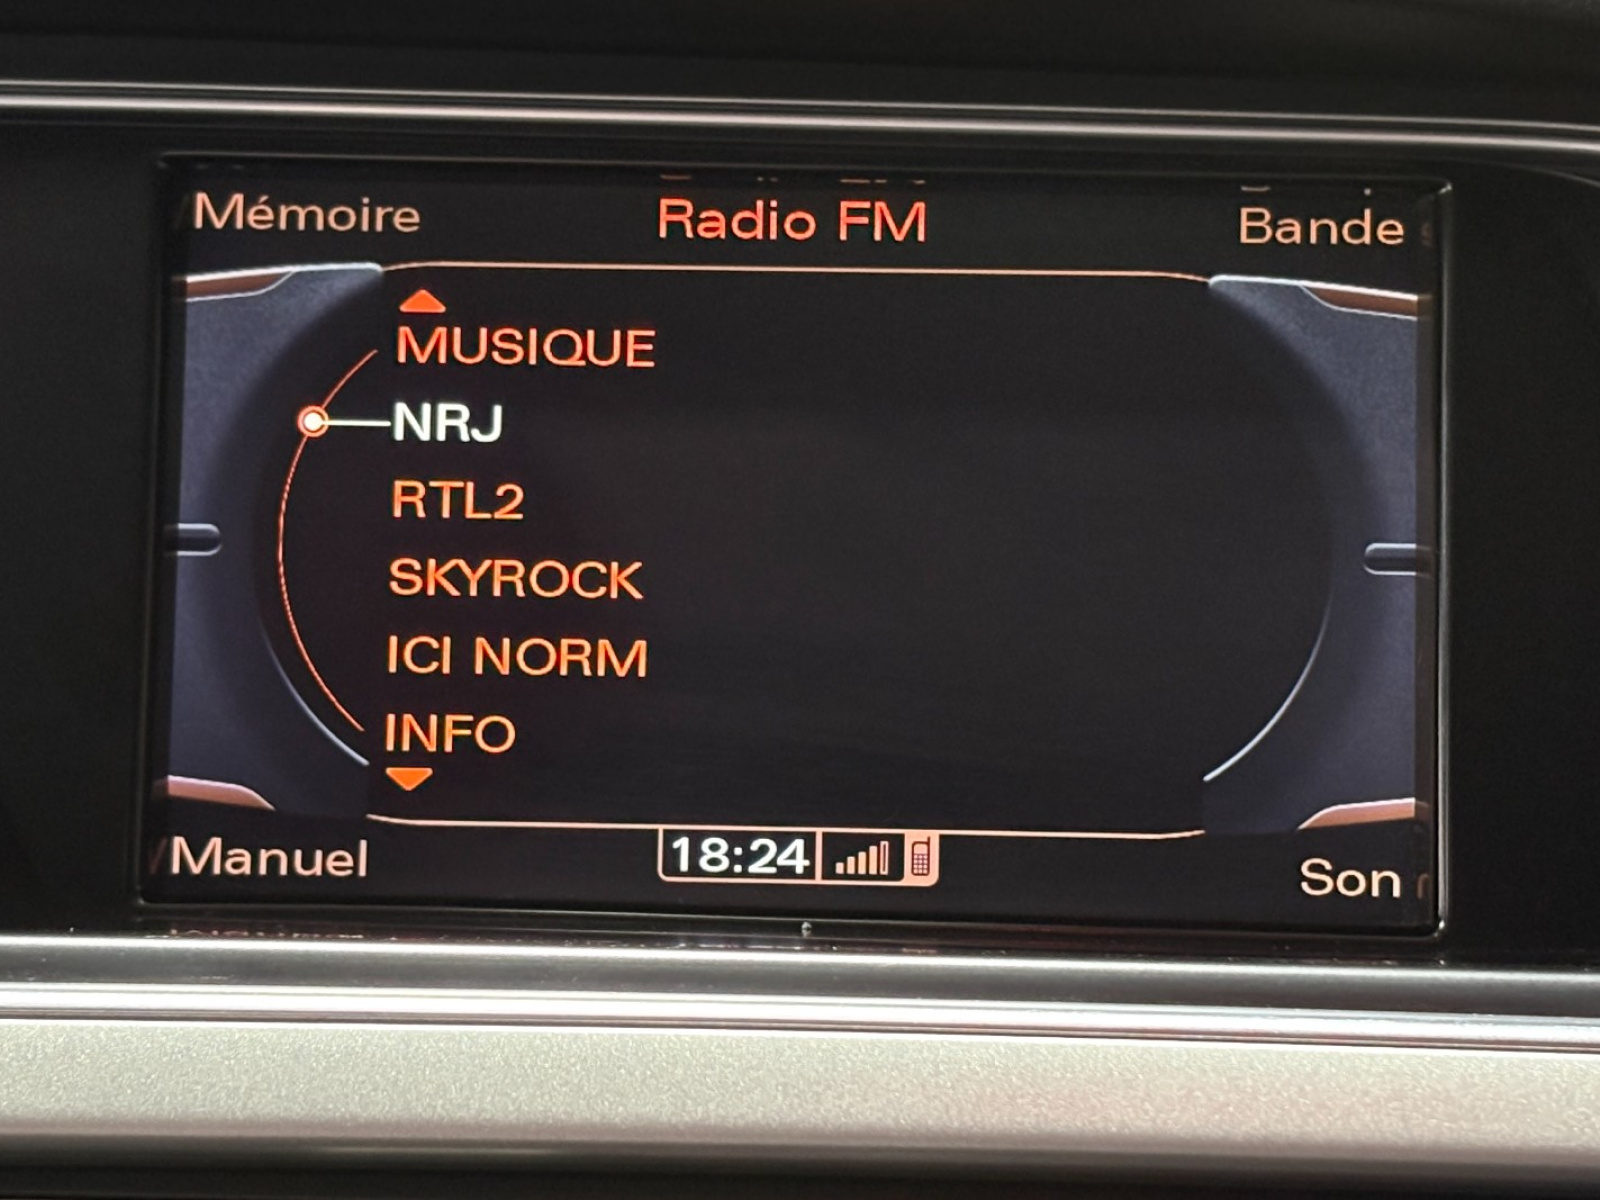 Mémoire
Radio FM
Bande
MUSIQUE
NRJ
RTL2
SKYROCK
ICI NORM
INFO
Manuel
18:24
Son